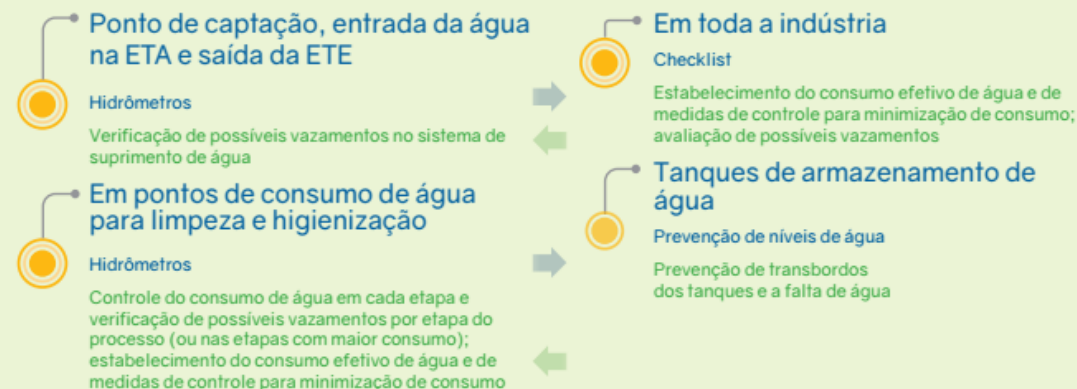 Ponto de captação, entrada da água
na ETA e saída da ETE
Hidrômetros
Verificação de possíveis vazamentos no sistema de
suprimento de água
Em toda a indústria
Checklist
Estabelecimento do consumo efetivo de água e de
medidas de controle para minimização de consumo;
avaliação de possíveis vazamentos
Em pontos de consumo de água
para limpeza e higienização
Hidrômetros
Controle do consumo de água em cada etapa e
verificação de possíveis vazamentos por etapa do
processo (ou nas etapas com maior consumo);
estabelecimento do consumo efetivo de água e de
medidas de controle para minimização de consumo
Tanques de armazenamento de
água
Prevenção de níveis de água
Prevenção de transbordos
dos tanques e a falta de água